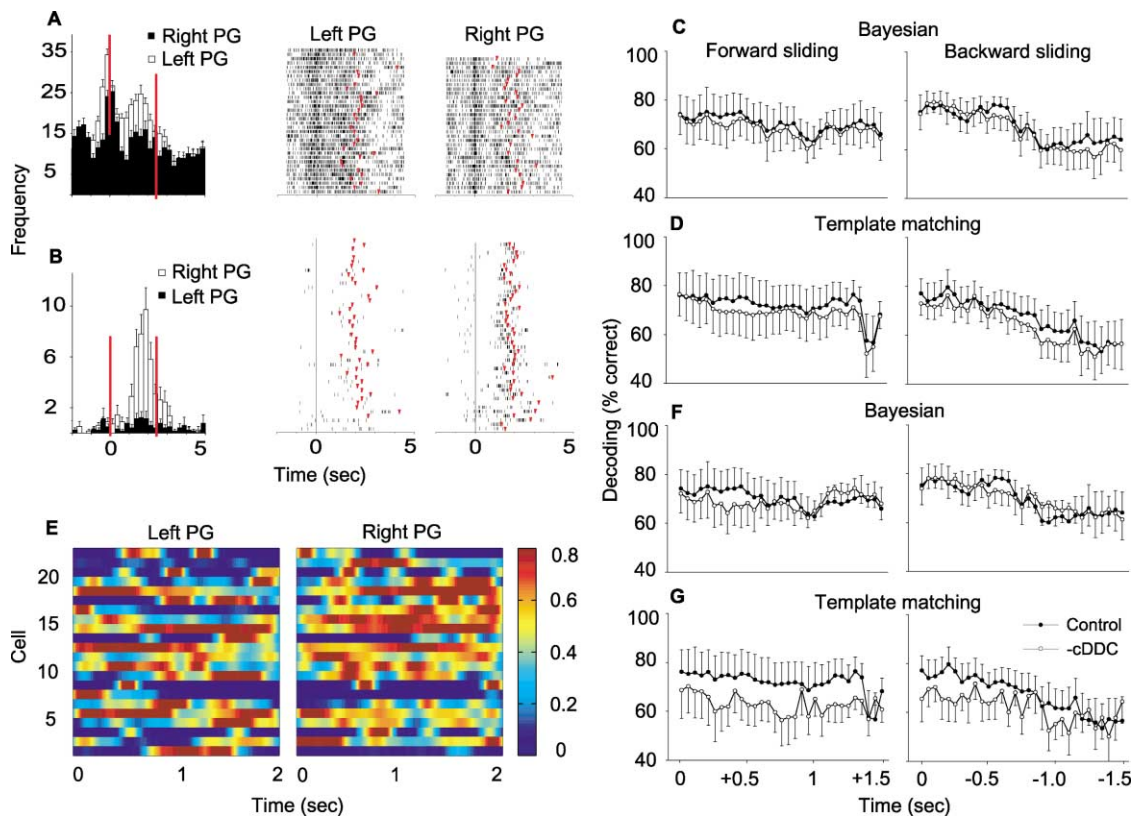 A
35
25
15
5
Right PG
Left PG
Left PG
Right PG
Frequency
B
10
6
2
Right PG
Left PG
0 5
0 5
0 5
Time (sec)
E
Left PG
Right PG
Cell
20
15
10
5
0 1 2
0 1 2
0.8
0.6
0.4
0.2
0
Time (sec)
C
Bayesian
Forward sliding
Backward sliding
100
80
60
40
D
Template matching
100
80
60
40
Decoding (% correct)
F
Bayesian
100
80
60
40
G
Template matching
Control
-cDDC
100
80
60
40
0 +0.5 1 +1.5
0 -0.5 -1.0 -1.5
Time (sec)